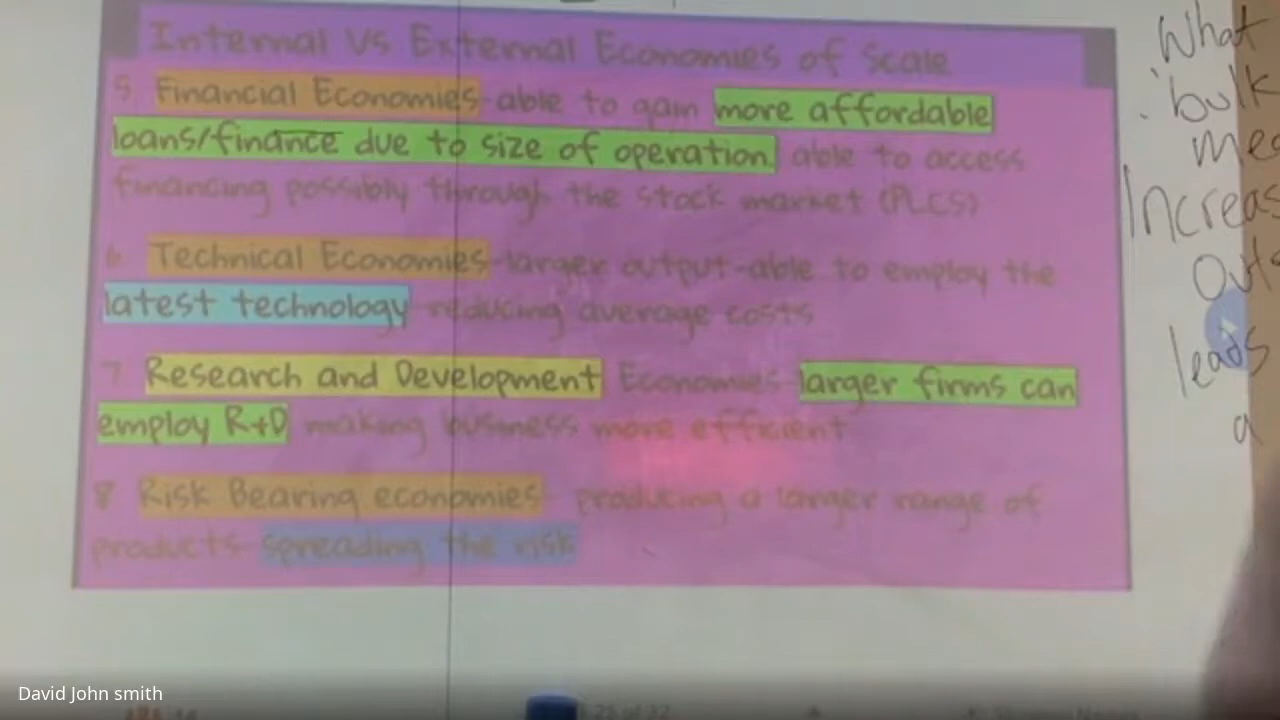 Internal Vs External Economies of Scale
5 Financial Economies-able to gain more affordable
loans/finance due to size of operation. able to access
financing possibly through the stock market (PLCS)
6 Technical Economies-larger output-able to employ the
latest technology reducing average costs
7 Research and Development Economies-larger firms can
employ R+D making business more efficient
8 Risk Bearing economies- producing a larger range of
products-spreading the risk
What
bulk
Increas
leads
a
David John smith
25 of 32